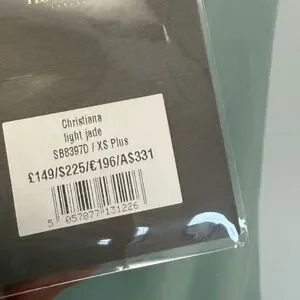 Christiana
light jade
SB8397D / XS Plus
£149/$225/€196/A$331
5 057877 131226